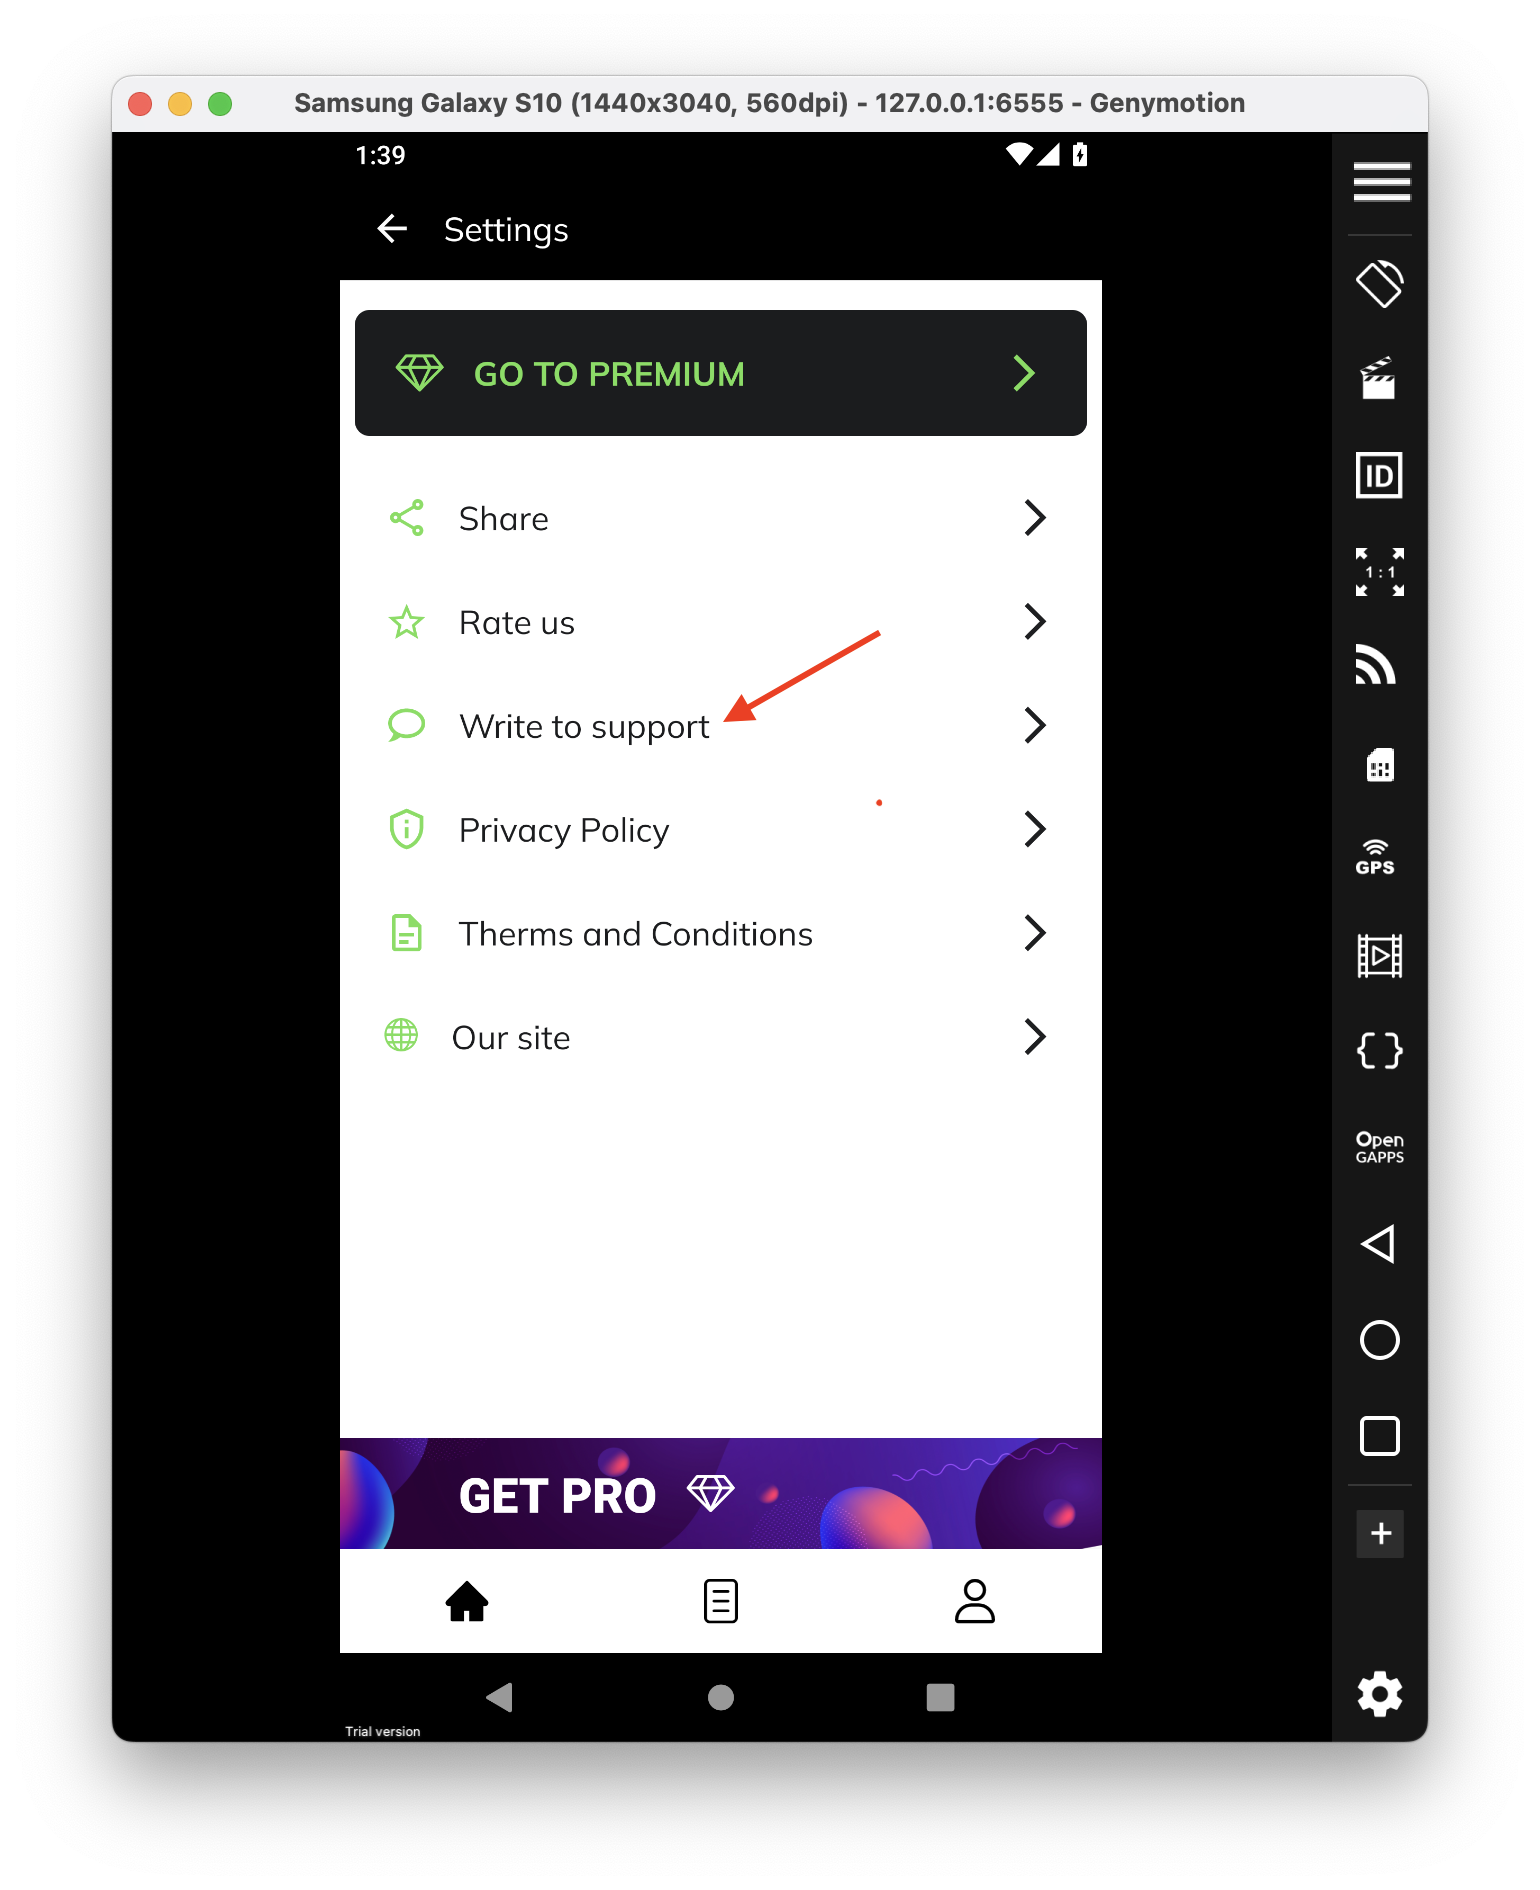 Samsung Galaxy S10 (1440x3040, 560dpi) - 127.0.0.1:6555 - Genymotion
1:39
Settings
GO TO PREMIUM
Share
Rate us
Write to support
Privacy Policy
Therms and Conditions
Our site
GET PRO
Trial version
ID
1 : 1
GPS
Open
GAPPS